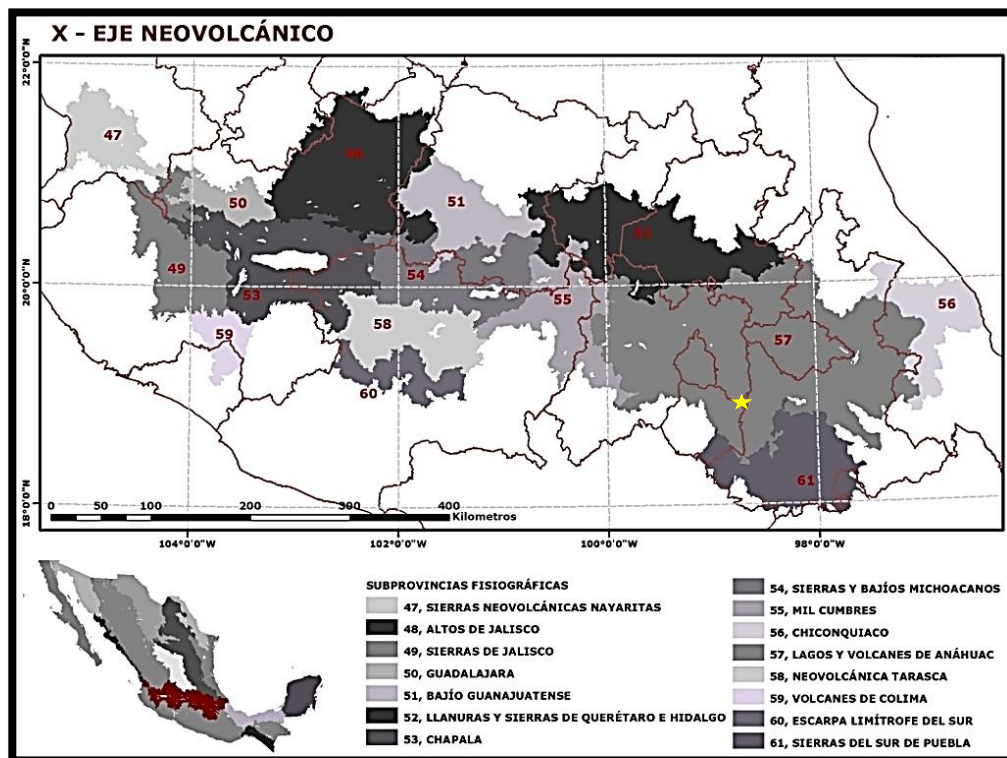 X - EJE NEOVOLCÁNICO
22°0'0"N
20°0'0"N
18°0'0"N
47
48
50
51
52
49
53
54
55
56
59
58
57
60
61
0 50 100 200 300 400
Kilometros
104°0'0"W 102°0'0"W 100°0'0"W 98°0'0"W
SUBPROVINCIAS FISIOGRÁFICAS
47, SIERRAS NEOVOLCÁNICAS NAYARITAS
48, ALTOS DE JALISCO
49, SIERRAS DE JALISCO
50, GUADALAJARA
51, BAJÍO GUANAJUATENSE
52, LLANURAS Y SIERRAS DE QUERÉTARO E HIDALGO
53, CHAPALA
54, SIERRAS Y BAJÍOS MICHOACANOS
55, MIL CUMBRES
56, CHICONQUIACO
57, LAGOS Y VOLCANES DE ANÁHUAC
58, NEOVOLCÁNICA TARASCA
59, VOLCANES DE COLIMA
60, ESCARPA LIMÍTROFE DEL SUR
61, SIERRAS DEL SUR DE PUEBLA